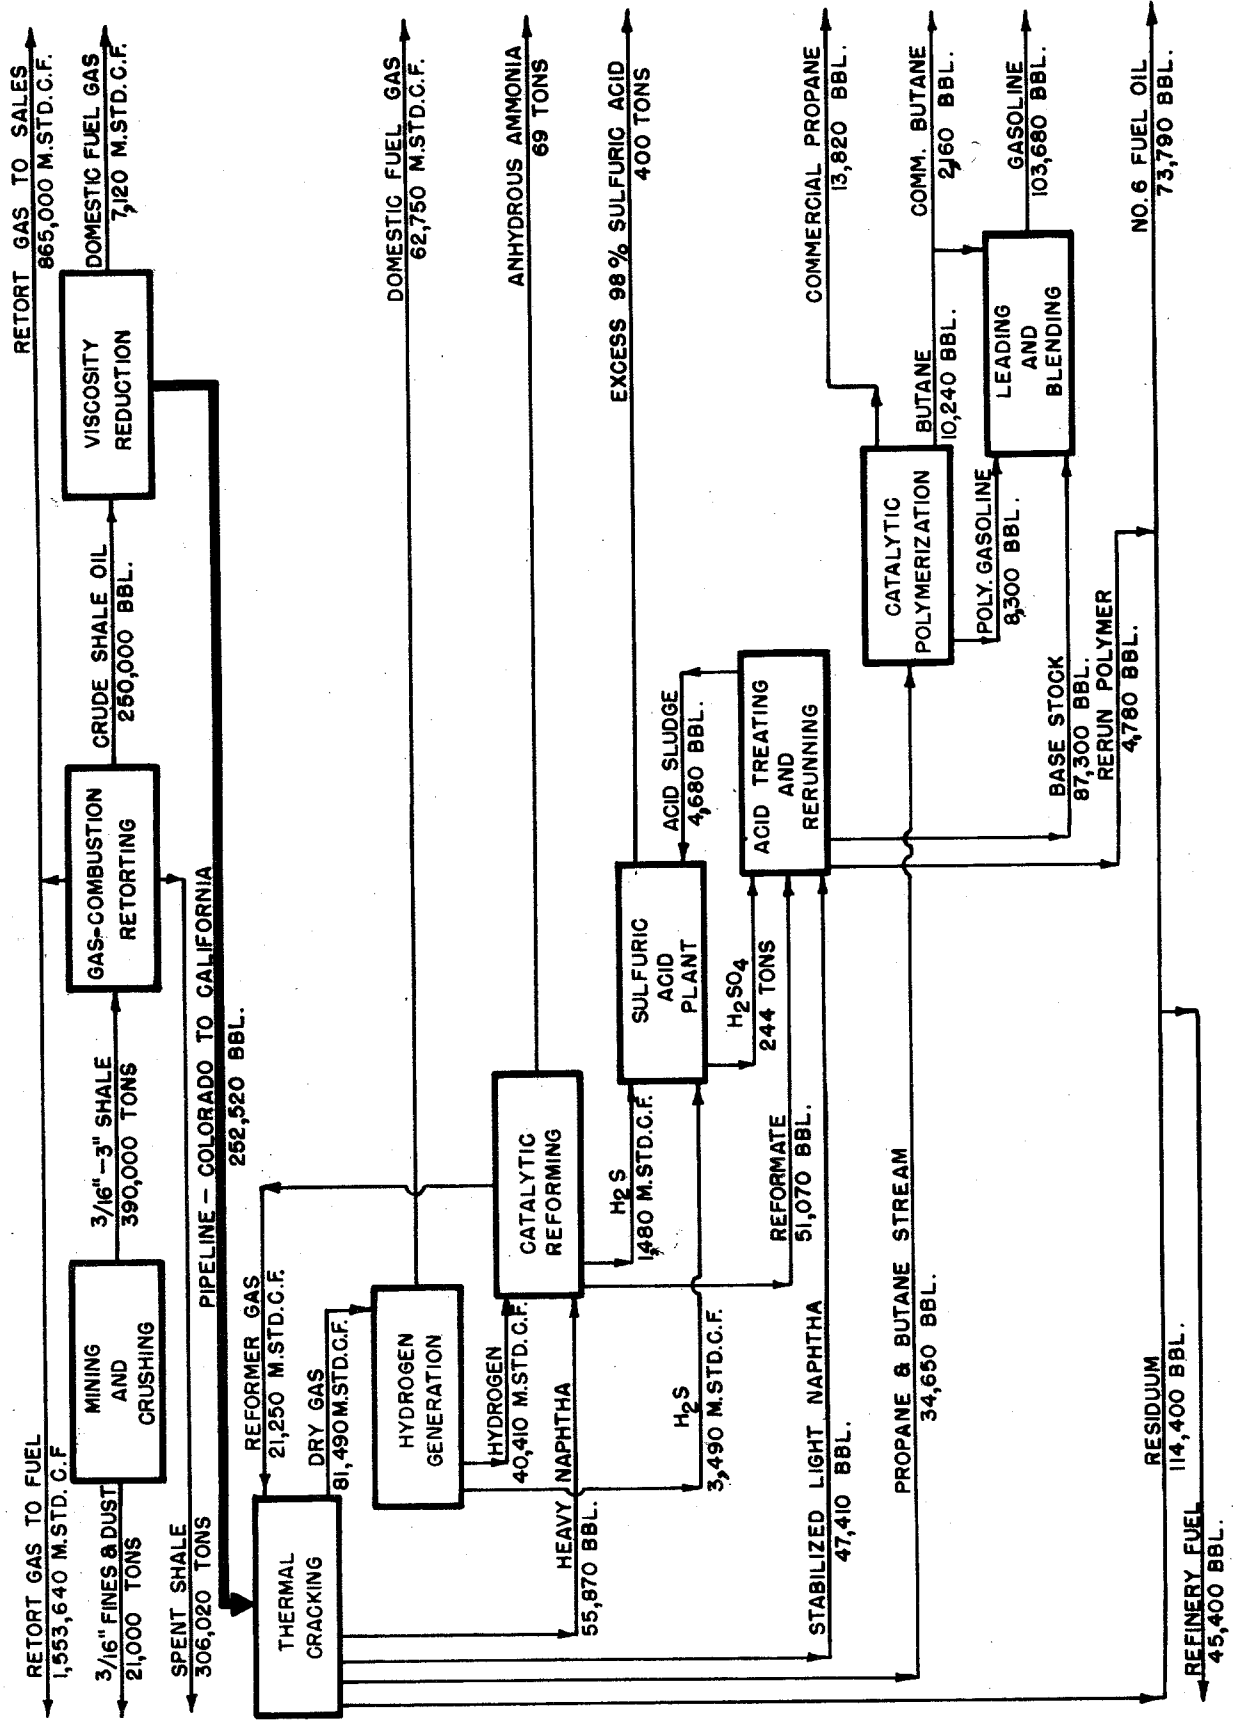 RETORT GAS TO FUEL
1,553,640 M.STD. C.F
RETORT GAS TO SALES
865,000 M.STD.C.F.
3/16" FINES & DUST
21,000 TONS
MINING
AND
CRUSHING
3/16"-3" SHALE
390,000 TONS
GAS-COMBUSTION
RETORTING
CRUDE SHALE OIL
250,000 BBL.
VISCOSITY
REDUCTION
DOMESTIC FUEL GAS
7,120 M.STD.C.F.
SPENT SHALE
306,020 TONS
PIPELINE-COLORADO TO CALIFORNIA
252,520 BBL.
THERMAL
CRACKING
REFORMER GAS
21,250 M.STD.C.F.
DRY GAS
81,490 M.STD.C.F.
HYDROGEN
GENERATION
DOMESTIC FUEL GAS
62,750 M.STD.C.F.
HYDROGEN
40,410 M.STD.C.F.
HEAVY NAPHTHA
55,870 BBL.
CATALYTIC
REFORMING
ANHYDROUS AMMONIA
69 TONS
H2S
1,480 M.STD.C.F.
H2S
3,490 M.STD.C.F.
SULFURIC
ACID
PLANT
EXCESS 98% SULFURIC ACID
400 TONS
ACID SLUDGE
4,680 BBL.
H2SO4
244 TONS
REFORMATE
51,070 BBL.
STABILIZED LIGHT NAPHTHA
47,410 BBL.
ACID TREATING
AND
RERUNNING
PROPANE & BUTANE STREAM
34,650 BBL.
CATALYTIC
POLYMERIZATION
COMMERCIAL PROPANE
13,820 BBL.
BUTANE
10,240 BBL.
COMM. BUTANE
2,160 BBL.
POLY. GASOLINE
8,300 BBL.
LEADING
AND
BLENDING
GASOLINE
103,680 BBL.
BASE STOCK
87,300 BBL.
RERUN POLYMER
4,780 BBL.
RESIDUUM
114,400 BBL.
NO. 6 FUEL OIL
73,790 BBL.
REFINERY FUEL
45,400 BBL.